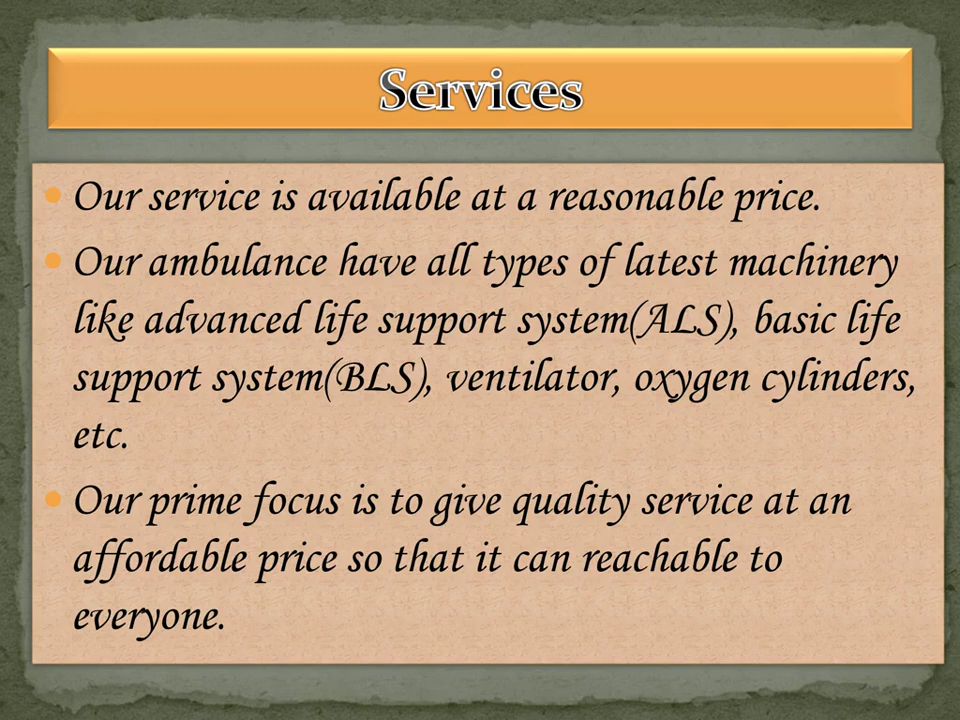 Services
• Our service is available at a reasonable price.
• Our ambulance have all types of latest machinery
like advanced life support system(ALS), basic life
support system(BLS), ventilator, oxygen cylinders,
etc.
• Our prime focus is to give quality service at an
affordable price so that it can reachable to
everyone.